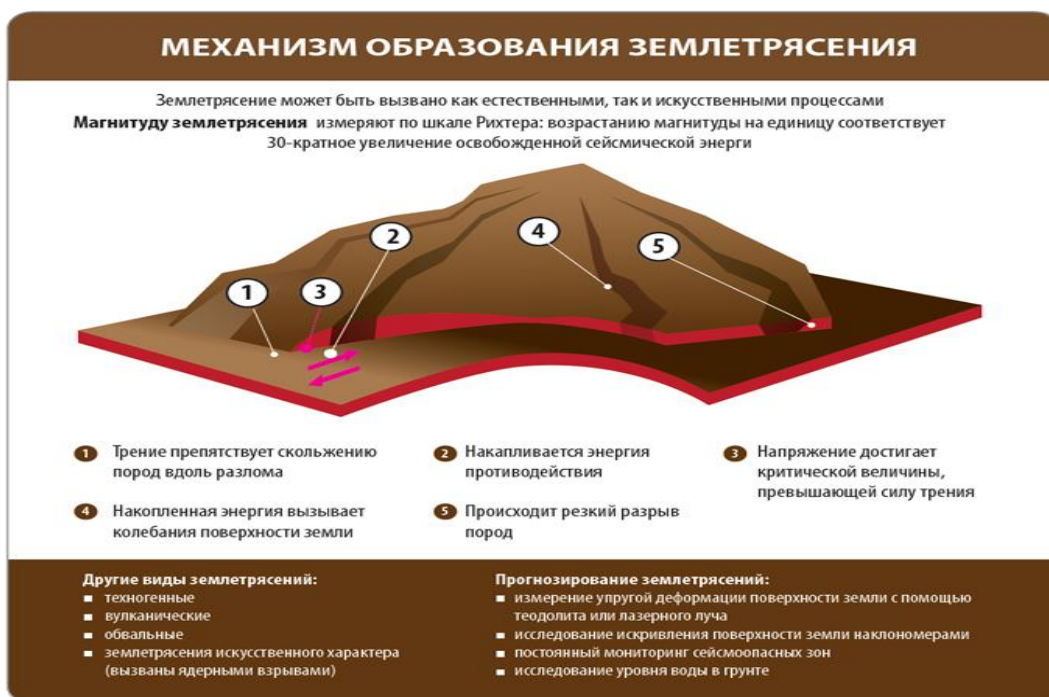 МЕХАНИЗМ ОБРАЗОВАНИЯ ЗЕМЛЕТРЯСЕНИЯ
Землетрясение может быть вызвано как естественными, так и искусственными процессами
Магнитуду землетрясения измеряют по шкале Рихтера: возрастанию магнитуды на единицу соответствует
30-кратное увеличение освобожденной сейсмической энерги
1
2
3
4
5
1 Трение препятствует скольжению
пород вдоль разлома
2 Накапливается энергия
противодействия
3 Напряжение достигает
критической величины,
превышающей силу трения
4 Накопленная энергия вызывает
колебания поверхности земли
5 Происходит резкий разрыв
пород
Другие виды землетрясений:
техногенные
вулканические
обвальные
землетрясения искусственного характера
(вызваны ядерными взрывами)
Прогнозирование землетрясений:
измерение упругой деформации поверхности земли с помощью
теодолита или лазерного луча
исследование искривления поверхности земли наклономерами
постоянный мониторинг сейсмоопасных зон
исследование уровня воды в грунте